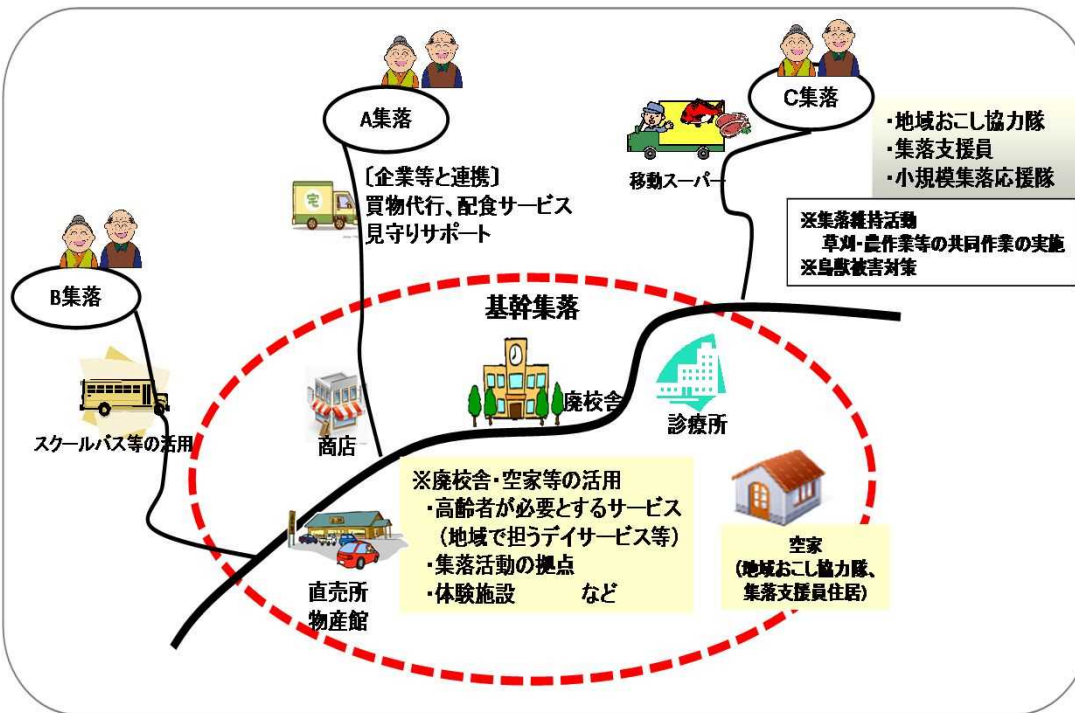 A集落
C集落
・地域おこし協力隊
・集落支援員
・小規模集落応援隊
移動スーパー
宅
〔企業等と連携〕
買物代行、配食サービス
見守りサポート
※集落維持活動
草刈・農作業等の共同作業の実施
※鳥獣被害対策
B集落
基幹集落
スクールバス等の活用
商店
廃校舎
診療所
※廃校舎・空家等の活用
・高齢者が必要とするサービス
（地域で担うデイサービス等）
・集落活動の拠点
・体験施設　　など
直売所
物産館
空家
（地域おこし協力隊、
集落支援員住居）